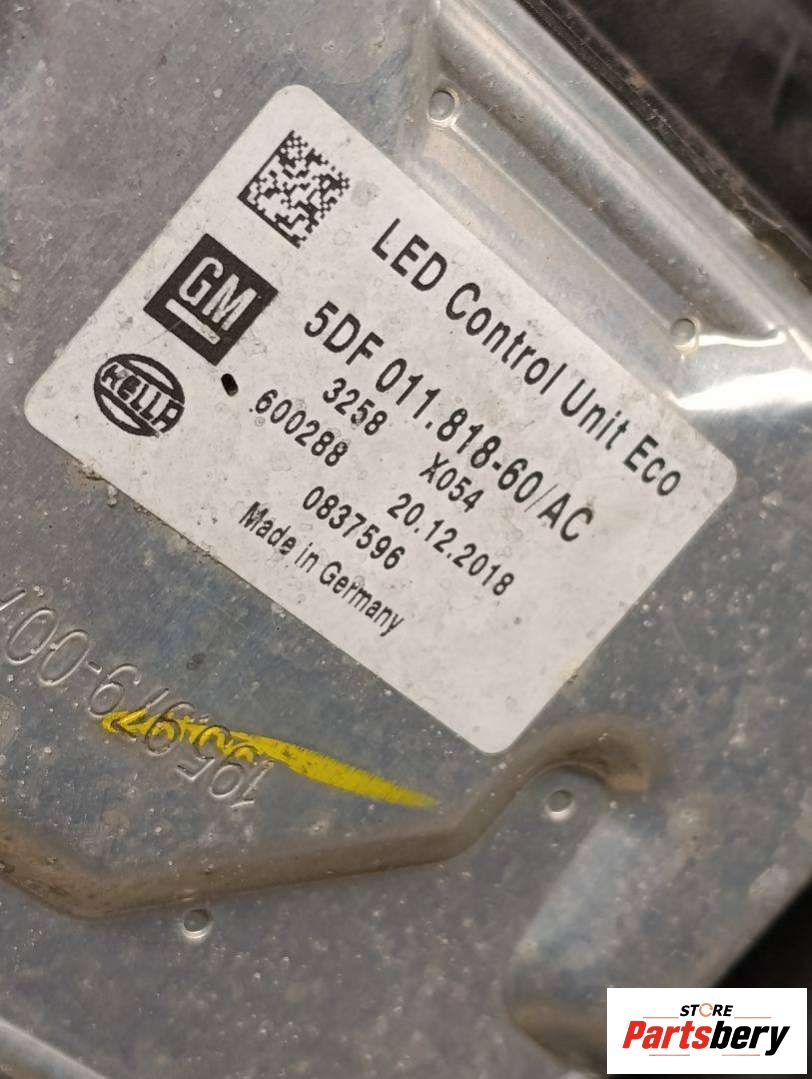 LED Control Unit Eco
GM
5DF 011.818-60/AC
HELLA
3258 X054
600288 20.12.2018
0837596
Made in Germany
STORE
Partsbery